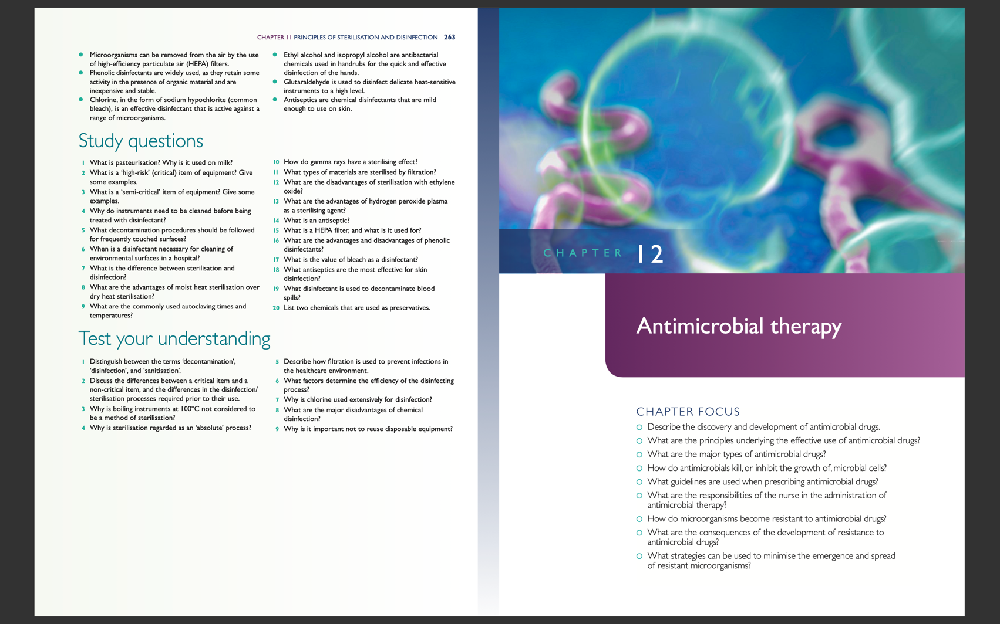 CHAPTER 11 PRINCIPLES OF STERILISATION AND DISINFECTION 263
● Microorganisms can be removed from the air by the use
of high-efficiency particulate air (HEPA) filters.
● Phenolic disinfectants are widely used, as they retain some
activity in the presence of organic material and are
inexpensive and stable.
● Chlorine, in the form of sodium hypochlorite (common
bleach), is an effective disinfectant that is active against a
range of microorganisms.
● Ethyl alcohol and isopropyl alcohol are antibacterial
chemicals used in handrubs for the quick and effective
disinfection of the hands.
● Glutaraldehyde is used to disinfect delicate heat-sensitive
instruments to a high level.
● Antiseptics are chemical disinfectants that are mild
enough to use on skin.
Study questions
1 What is pasteurisation? Why is it used on milk?
2 What is a ‘high-risk’ (critical) item of equipment? Give
some examples.
3 What is a ‘semi-critical’ item of equipment? Give some
examples.
4 Why do instruments need to be cleaned before being
treated with disinfectant?
5 What decontamination procedures should be followed
for frequently touched surfaces?
6 When is a disinfectant necessary for cleaning of
environmental surfaces in a hospital?
7 What is the difference between sterilisation and
disinfection?
8 What are the advantages of moist heat sterilisation over
dry heat sterilisation?
9 What are the commonly used autoclaving times and
temperatures?
10 How do gamma rays have a sterilising effect?
11 What types of materials are sterilised by filtration?
12 What are the disadvantages of sterilisation with ethylene
oxide?
13 What are the advantages of hydrogen peroxide plasma
as a sterilising agent?
14 What is an antiseptic?
15 What is a HEPA filter, and what is it used for?
16 What are the advantages and disadvantages of phenolic
disinfectants?
17 What is the value of bleach as a disinfectant?
18 What antiseptics are the most effective for skin
disinfection?
19 What disinfectant is used to decontaminate blood
spills?
20 List two chemicals that are used as preservatives.
Test your understanding
1 Distinguish between the terms ‘decontamination’,
‘disinfection’, and ‘sanitisation’.
2 Discuss the differences between a critical item and a
non-critical item, and the differences in the disinfection/
sterilisation processes required prior to their use.
3 Why is boiling instruments at 100°C not considered to
be a method of sterilisation?
4 Why is sterilisation regarded as an ‘absolute’ process?
5 Describe how filtration is used to prevent infections in
the healthcare environment.
6 What factors determine the efficiency of the disinfecting
process?
7 Why is chlorine used extensively for disinfection?
8 What are the major disadvantages of chemical
disinfection?
9 Why is it important not to reuse disposable equipment?
CHAPTER 12
Antimicrobial therapy
CHAPTER FOCUS
○ Describe the discovery and development of antimicrobial drugs.
○ What are the principles underlying the effective use of antimicrobial drugs?
○ What are the major types of antimicrobial drugs?
○ How do antimicrobials kill, or inhibit the growth of, microbial cells?
○ What guidelines are used when prescribing antimicrobial drugs?
○ What are the responsibilities of the nurse in the administration of
antimicrobial therapy?
○ How do microorganisms become resistant to antimicrobial drugs?
○ What are the consequences of the development of resistance to
antimicrobial drugs?
○ What strategies can be used to minimise the emergence and spread
of resistant microorganisms?